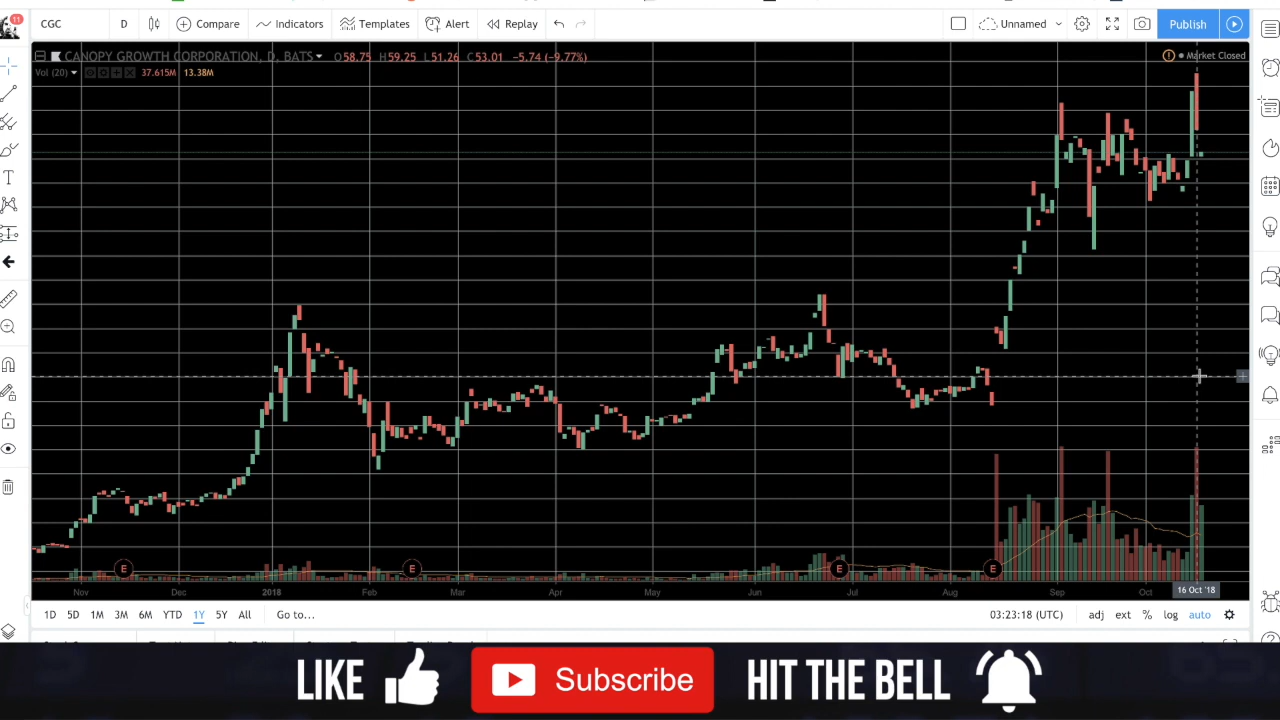 11
CGC D Compare Indicators Templates Alert Replay Unnamed Publish
CANOPY GROWTH CORPORATION, D, BATS O58.75 H59.25 L51.26 C53.01 −5.74 (−9.77%)
Market Closed
Vol (20) 37.615M 13.38M
E E E E
Nov Dec 2018 Feb Mar Apr May Jun Jul Aug Sep Oct 16 Oct '18
1D 5D 1M 3M 6M YTD 1Y 5Y All Go to... 03:23:18 (UTC) adj ext % log auto
LIKE Subscribe HIT THE BELL